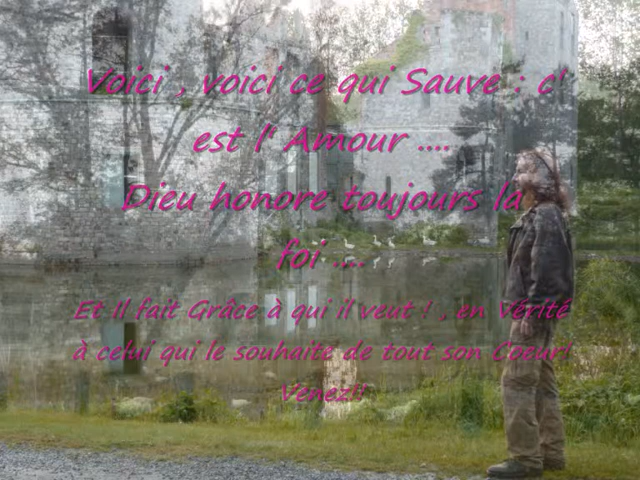 Voici , voici ce qui Sauve : c'
est l' Amour ....
Dieu honore toujours la
foi ....
Et Il fait Grâce à qui il veut ! , en Vérité
à celui qui le souhaite de tout son Coeur!
Venez!!